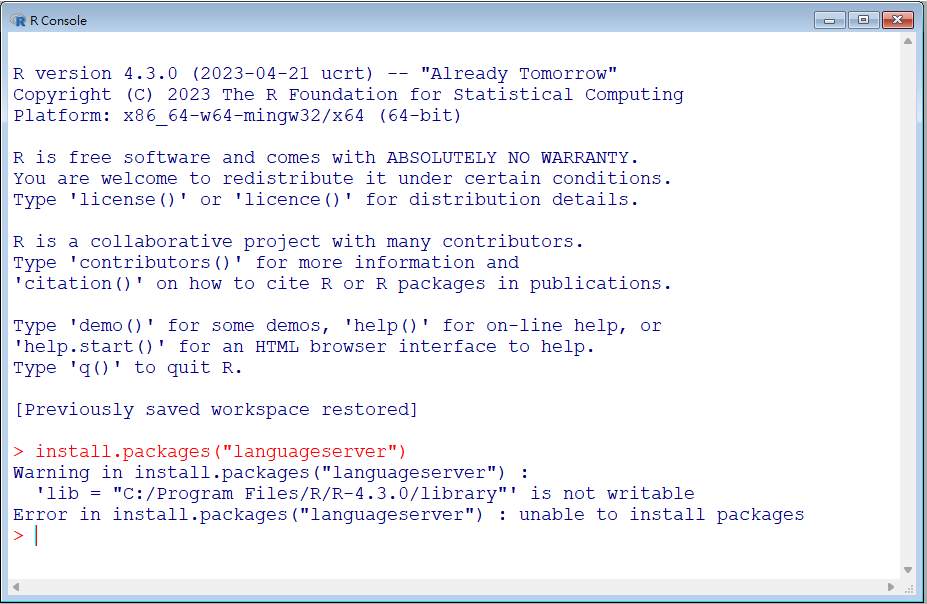 R Console
R version 4.3.0 (2023-04-21 ucrt) -- "Already Tomorrow"
Copyright (C) 2023 The R Foundation for Statistical Computing
Platform: x86_64-w64-mingw32/x64 (64-bit)
R is free software and comes with ABSOLUTELY NO WARRANTY.
You are welcome to redistribute it under certain conditions.
Type 'license()' or 'licence()' for distribution details.
R is a collaborative project with many contributors.
Type 'contributors()' for more information and
'citation()' on how to cite R or R packages in publications.
Type 'demo()' for some demos, 'help()' for on-line help, or
'help.start()' for an HTML browser interface to help.
Type 'q()' to quit R.
[Previously saved workspace restored]
> install.packages("languageserver")
Warning in install.packages("languageserver") :
  'lib = "C:/Program Files/R/R-4.3.0/library"' is not writable
Error in install.packages("languageserver") : unable to install packages
>